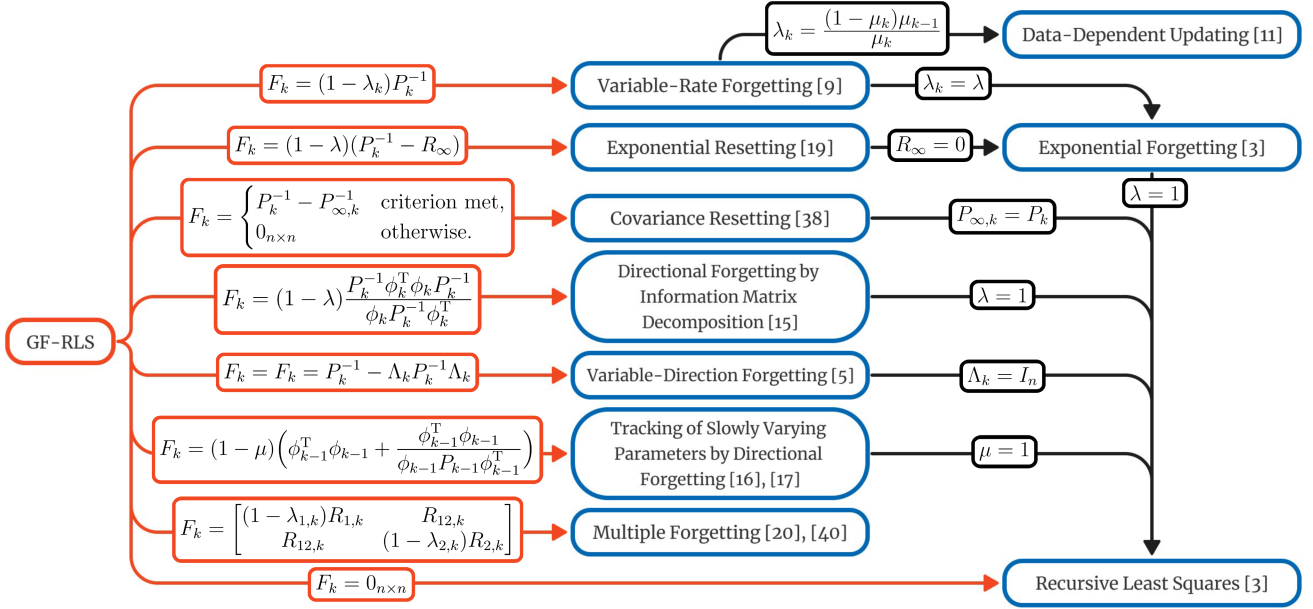 λ_k = (1 − μ_k)μ_{k−1} / μ_k
Data-Dependent Updating [11]
F_k = (1 − λ_k)P_k^{−1}
Variable-Rate Forgetting [9]
λ_k = λ
F_k = (1 − λ)(P_k^{−1} − R_∞)
Exponential Resetting [19]
R_∞ = 0
Exponential Forgetting [3]
λ = 1
F_k = { P_k^{−1} − P_{∞,k}^{−1} criterion met,
0_{n×n} otherwise.
Covariance Resetting [38]
P_{∞,k} = P_k
F_k = (1 − λ) P_k^{−1}ϕ_k^T ϕ_k P_k^{−1} / ϕ_k P_k^{−1}ϕ_k^T
Directional Forgetting by
Information Matrix
Decomposition [15]
λ = 1
GF-RLS
F_k = F_k = P_k^{−1} − Λ_k P_k^{−1} Λ_k
Variable-Direction Forgetting [5]
Λ_k = I_n
F_k = (1 − μ)(ϕ_{k−1}^T ϕ_{k−1} + ϕ_{k−1}^T ϕ_{k−1} / ϕ_{k−1} P_{k−1} ϕ_{k−1}^T)
Tracking of Slowly Varying
Parameters by Directional
Forgetting [16], [17]
μ = 1
F_k = [ (1 − λ_{1,k})R_{1,k} R_{12,k}
R_{12,k} (1 − λ_{2,k})R_{2,k} ]
Multiple Forgetting [20], [40]
F_k = 0_{n×n}
Recursive Least Squares [3]